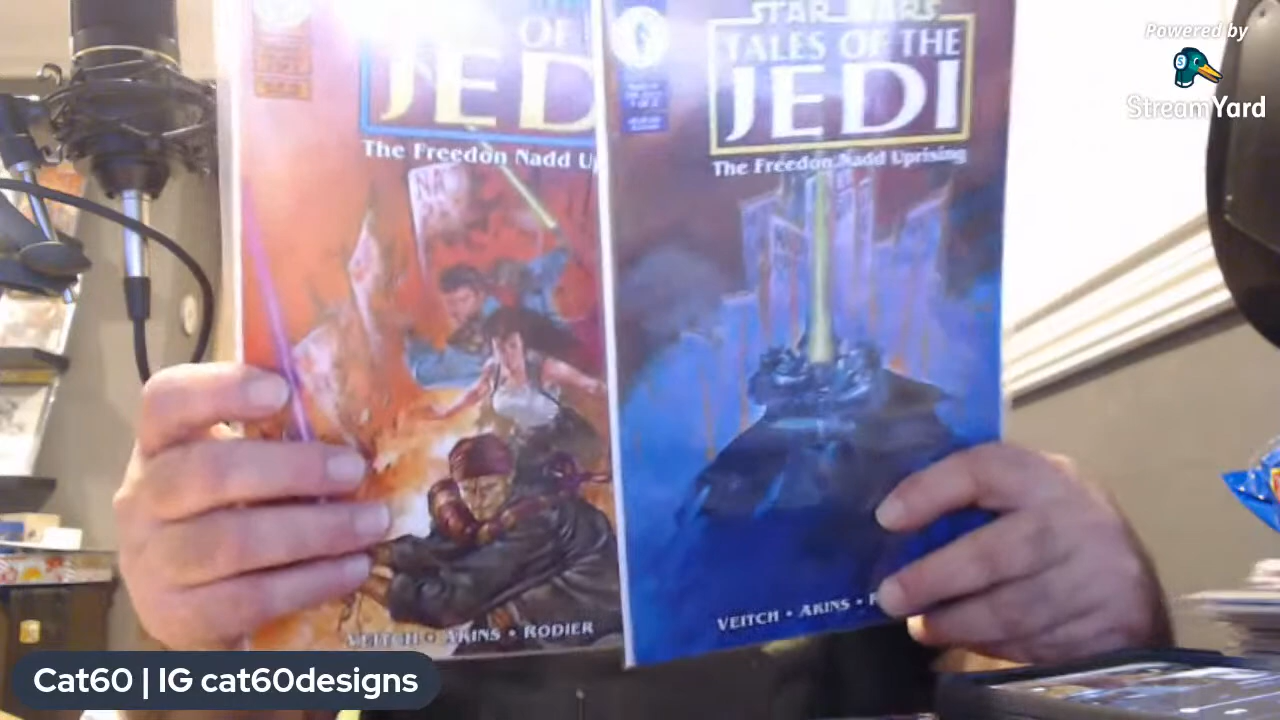 OF
JED
The Freedon Nadd U
VEITCH • AKINS • RODIER
STAR WARS
TALES OF THE
JEDI
The Freedon Nadd Uprising
VEITCH • AKINS • R
Powered by
StreamYard
Cat60 | IG cat60designs